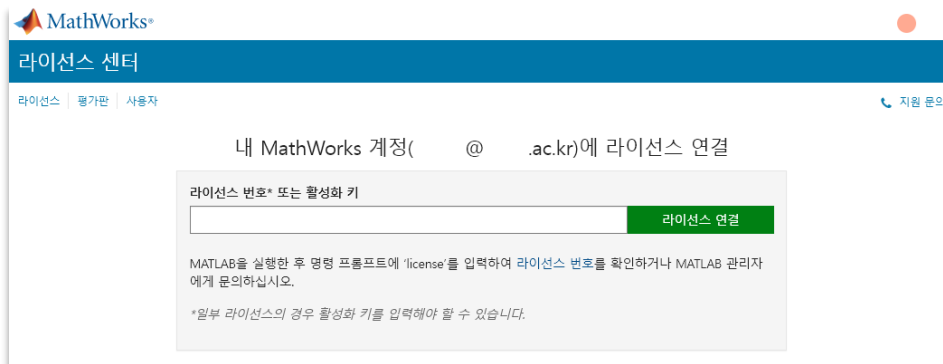 MathWorks®
라이선스 센터
라이선스 평가판 사용자
지원 문의
내 MathWorks 계정( @ .ac.kr)에 라이선스 연결
라이선스 번호* 또는 활성화 키
라이선스 연결
MATLAB을 실행한 후 명령 프롬프트에 'license'를 입력하여 라이선스 번호를 확인하거나 MATLAB 관리자
에게 문의하십시오.
*일부 라이선스의 경우 활성화 키를 입력해야 할 수 있습니다.